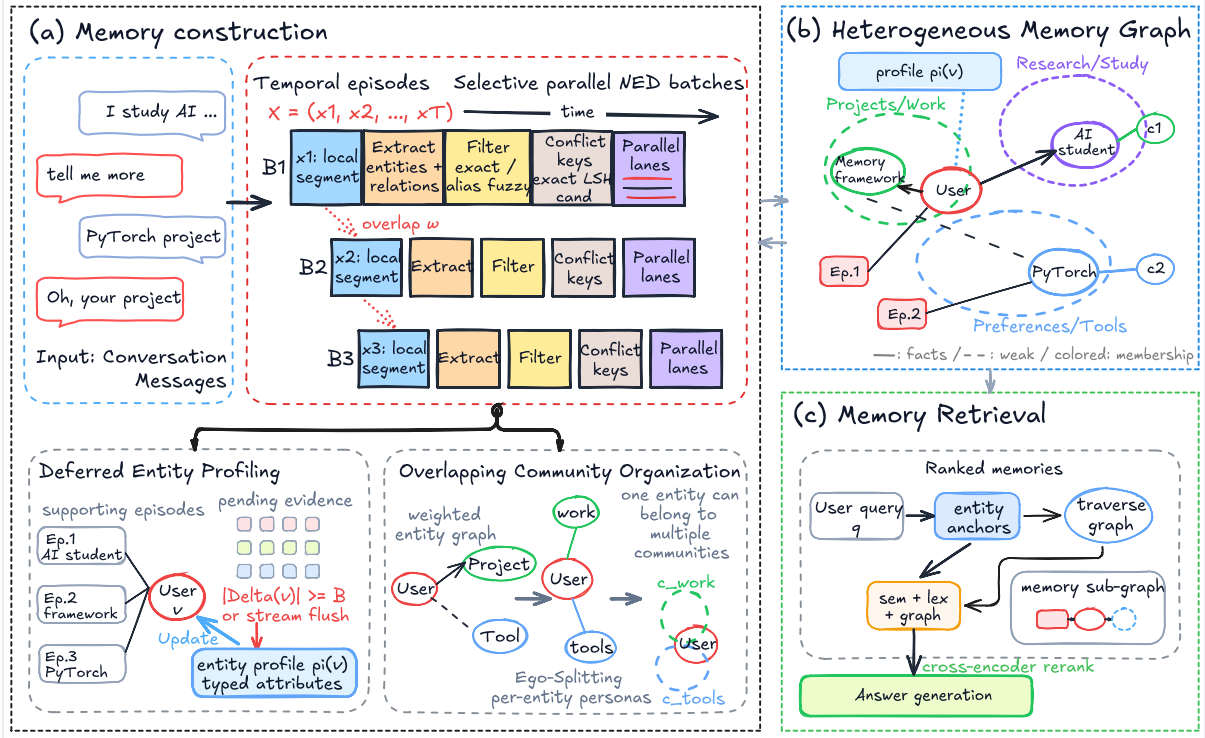 (a) Memory construction
I study AI ...
tell me more
PyTorch project
Oh, your project
Input: Conversation
Messages
Temporal episodes
Selective parallel NED batches
X = (x1, x2, ..., xT)
time
B1
x1: local
segment
Extract
entities +
relations
Filter
exact /
alias fuzzy
Conflict
keys
exact LSH
cand
Parallel
lanes
overlap w
B2
x2: local
segment
Extract
Filter
Conflict
keys
Parallel
lanes
B3
x3: local
segment
Extract
Filter
Conflict
keys
Parallel
lanes
Deferred Entity Profiling
supporting episodes
pending evidence
Ep.1
AI student
Ep.2
framework
Ep.3
PyTorch
User
v
|Delta(v)| >= B
or stream flush
Update
entity profile pi(v)
typed attributes
Overlapping Community Organization
weighted
entity graph
User
Project
Tool
work
User
tools
one entity can
belong to
multiple
communities
c_work
User
c_tools
Ego-Splitting
per-entity personas
(b) Heterogeneous Memory Graph
profile pi(v)
Research/Study
Projects/Work
AI
student
c1
Memory
framework
User
Ep.1
PyTorch
c2
Ep.2
Preferences/Tools
—: facts / - - : weak / colored: membership
(c) Memory Retrieval
Ranked memories
User query
q
entity
anchors
traverse
graph
sem + lex
+ graph
memory sub-graph
cross-encoder rerank
Answer generation